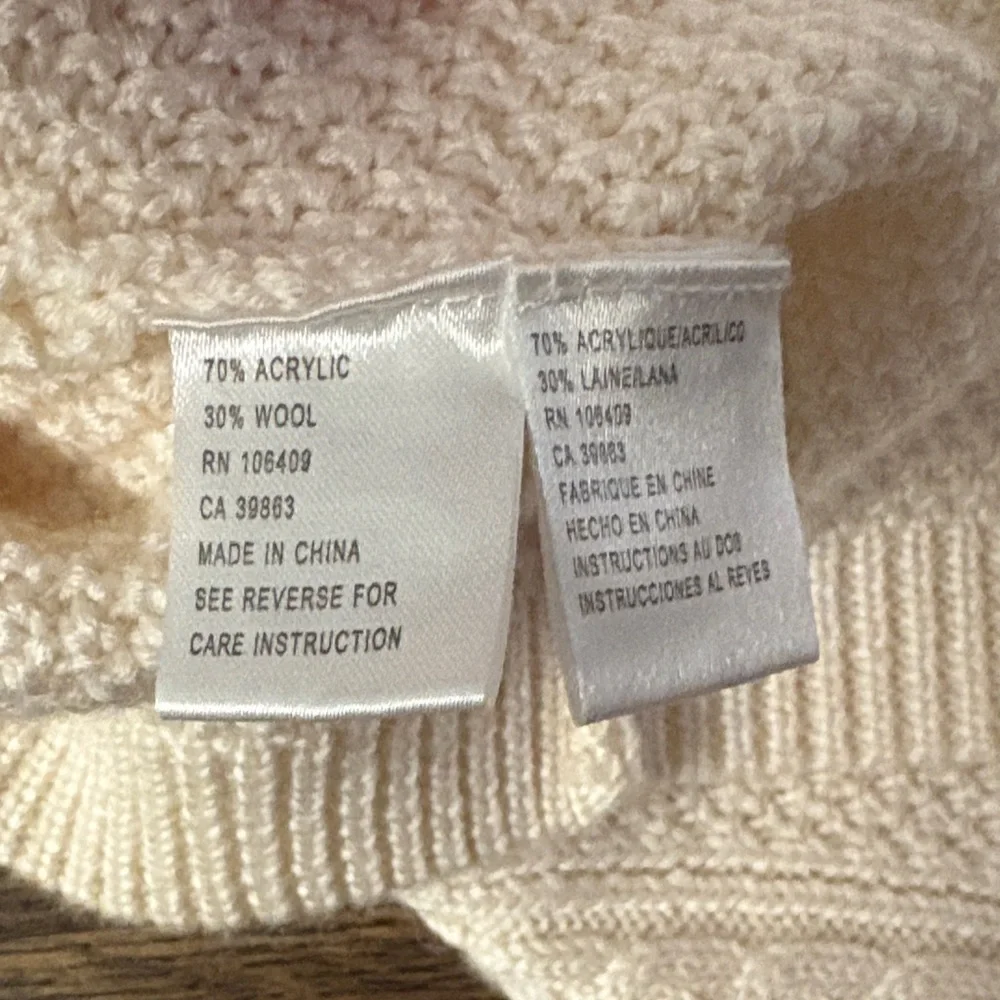 70% ACRYLIC
30% WOOL
RN 106409
CA 39863
MADE IN CHINA
SEE REVERSE FOR
CARE INSTRUCTION
70% ACRYLIQUE/ACRILICO
30% LAINE/LANA
RN 106409
CA 39863
FABRIQUE EN CHINE
HECHO EN CHINA
INSTRUCTIONS AU DOS
INSTRUCCIONES AL REVES